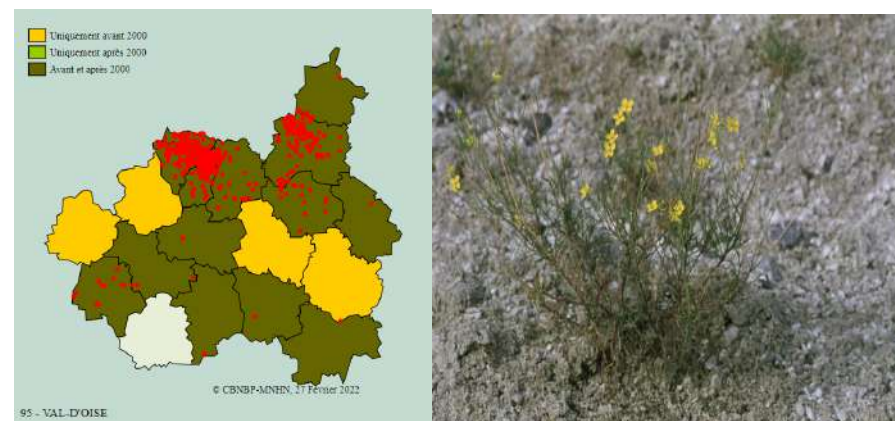 Uniquement avant 2000
Uniquement après 2000
Avant et après 2000
© CBNBP-MNHN, 27 Février 2022
95 - VAL-D'OISE